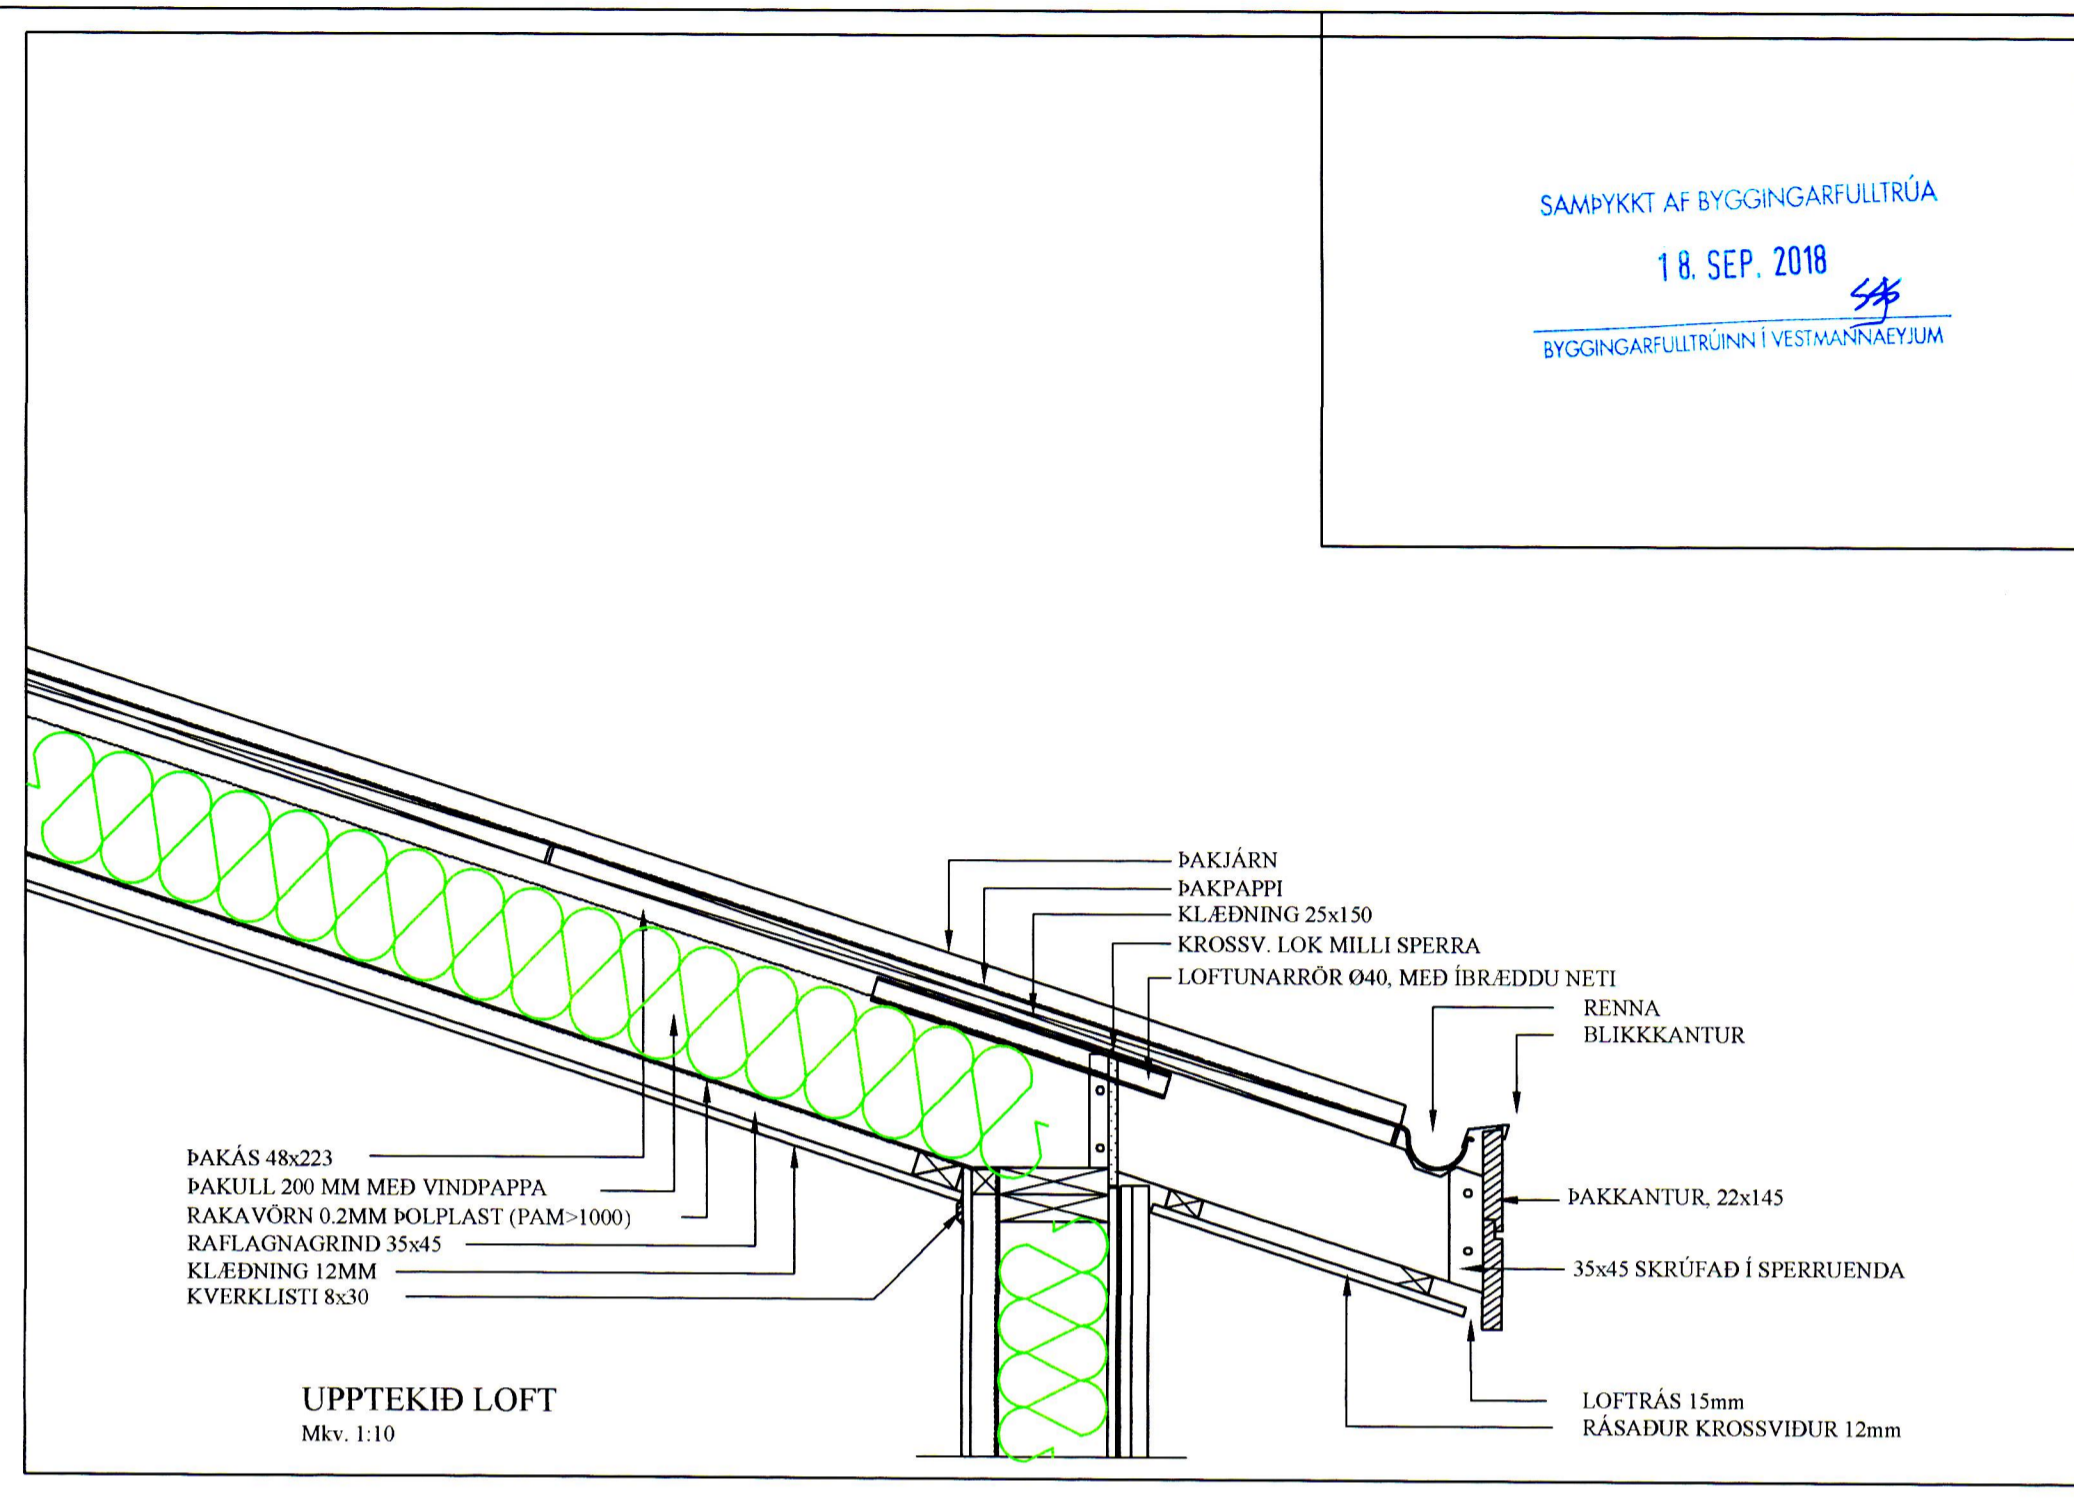 SAMÞYKKT AF BYGGINGARFULLTRÚA
18. SEP. 2018
BYGGINGARFULLTRÚINN Í VESTMANNAEYJUM
ÞAKJÁRN
ÞAKPAPPI
KLÆÐNING 25x150
KROSSV. LOK MILLI SPERRA
LOFTUNARRÖR Ø40, MEÐ ÍBRÆDDU NETI
RENNA
BLIKKKANTUR
ÞAKÁS 48x223
ÞAKULL 200 MM MEÐ VINDPAPPA
RAKAVÖRN 0.2MM ÞOLPLAST (PAM>1000)
RAFLAGNAGRIND 35x45
KLÆÐNING 12MM
KVERKLISTI 8x30
ÞAKKANTUR, 22x145
35x45 SKRÚFAÐ Í SPERRUENDA
LOFTRÁS 15mm
RÁSAÐUR KROSSVIÐUR 12mm
UPPTEKIÐ LOFT
Mkv. 1:10